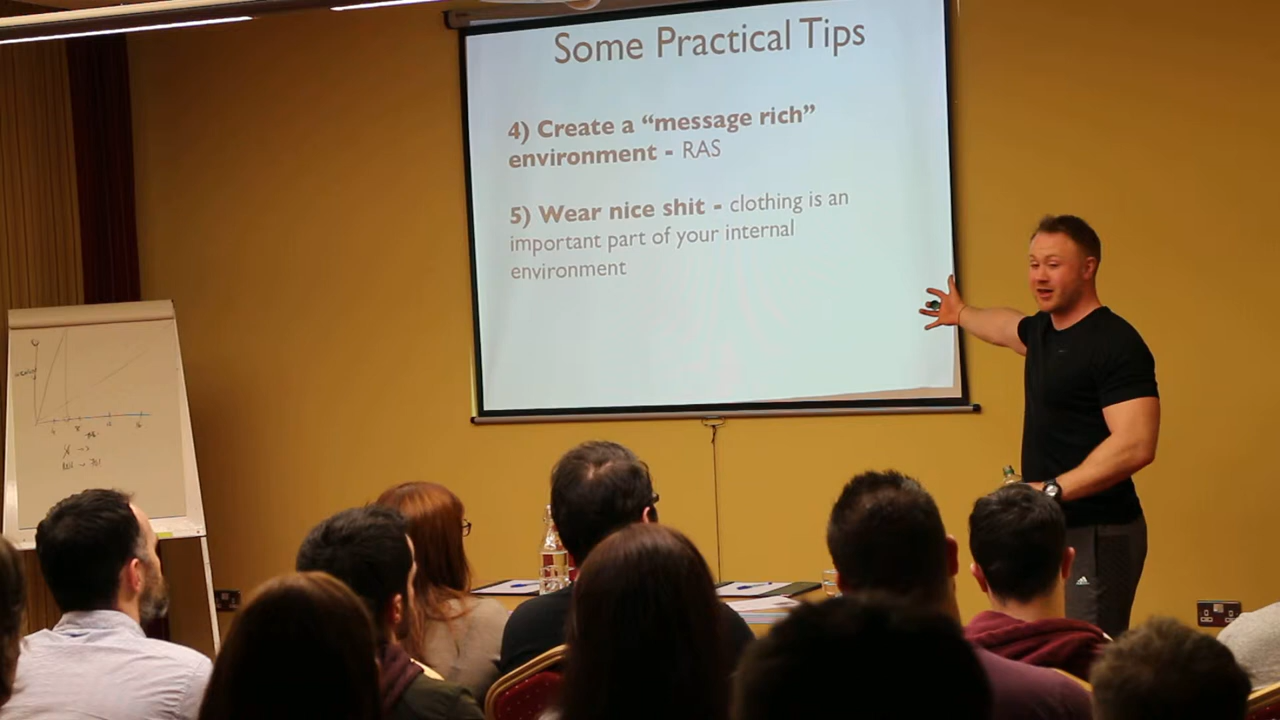 Some Practical Tips
4) Create a “message rich”
environment - RAS
5) Wear nice shit - clothing is an
important part of your internal
environment